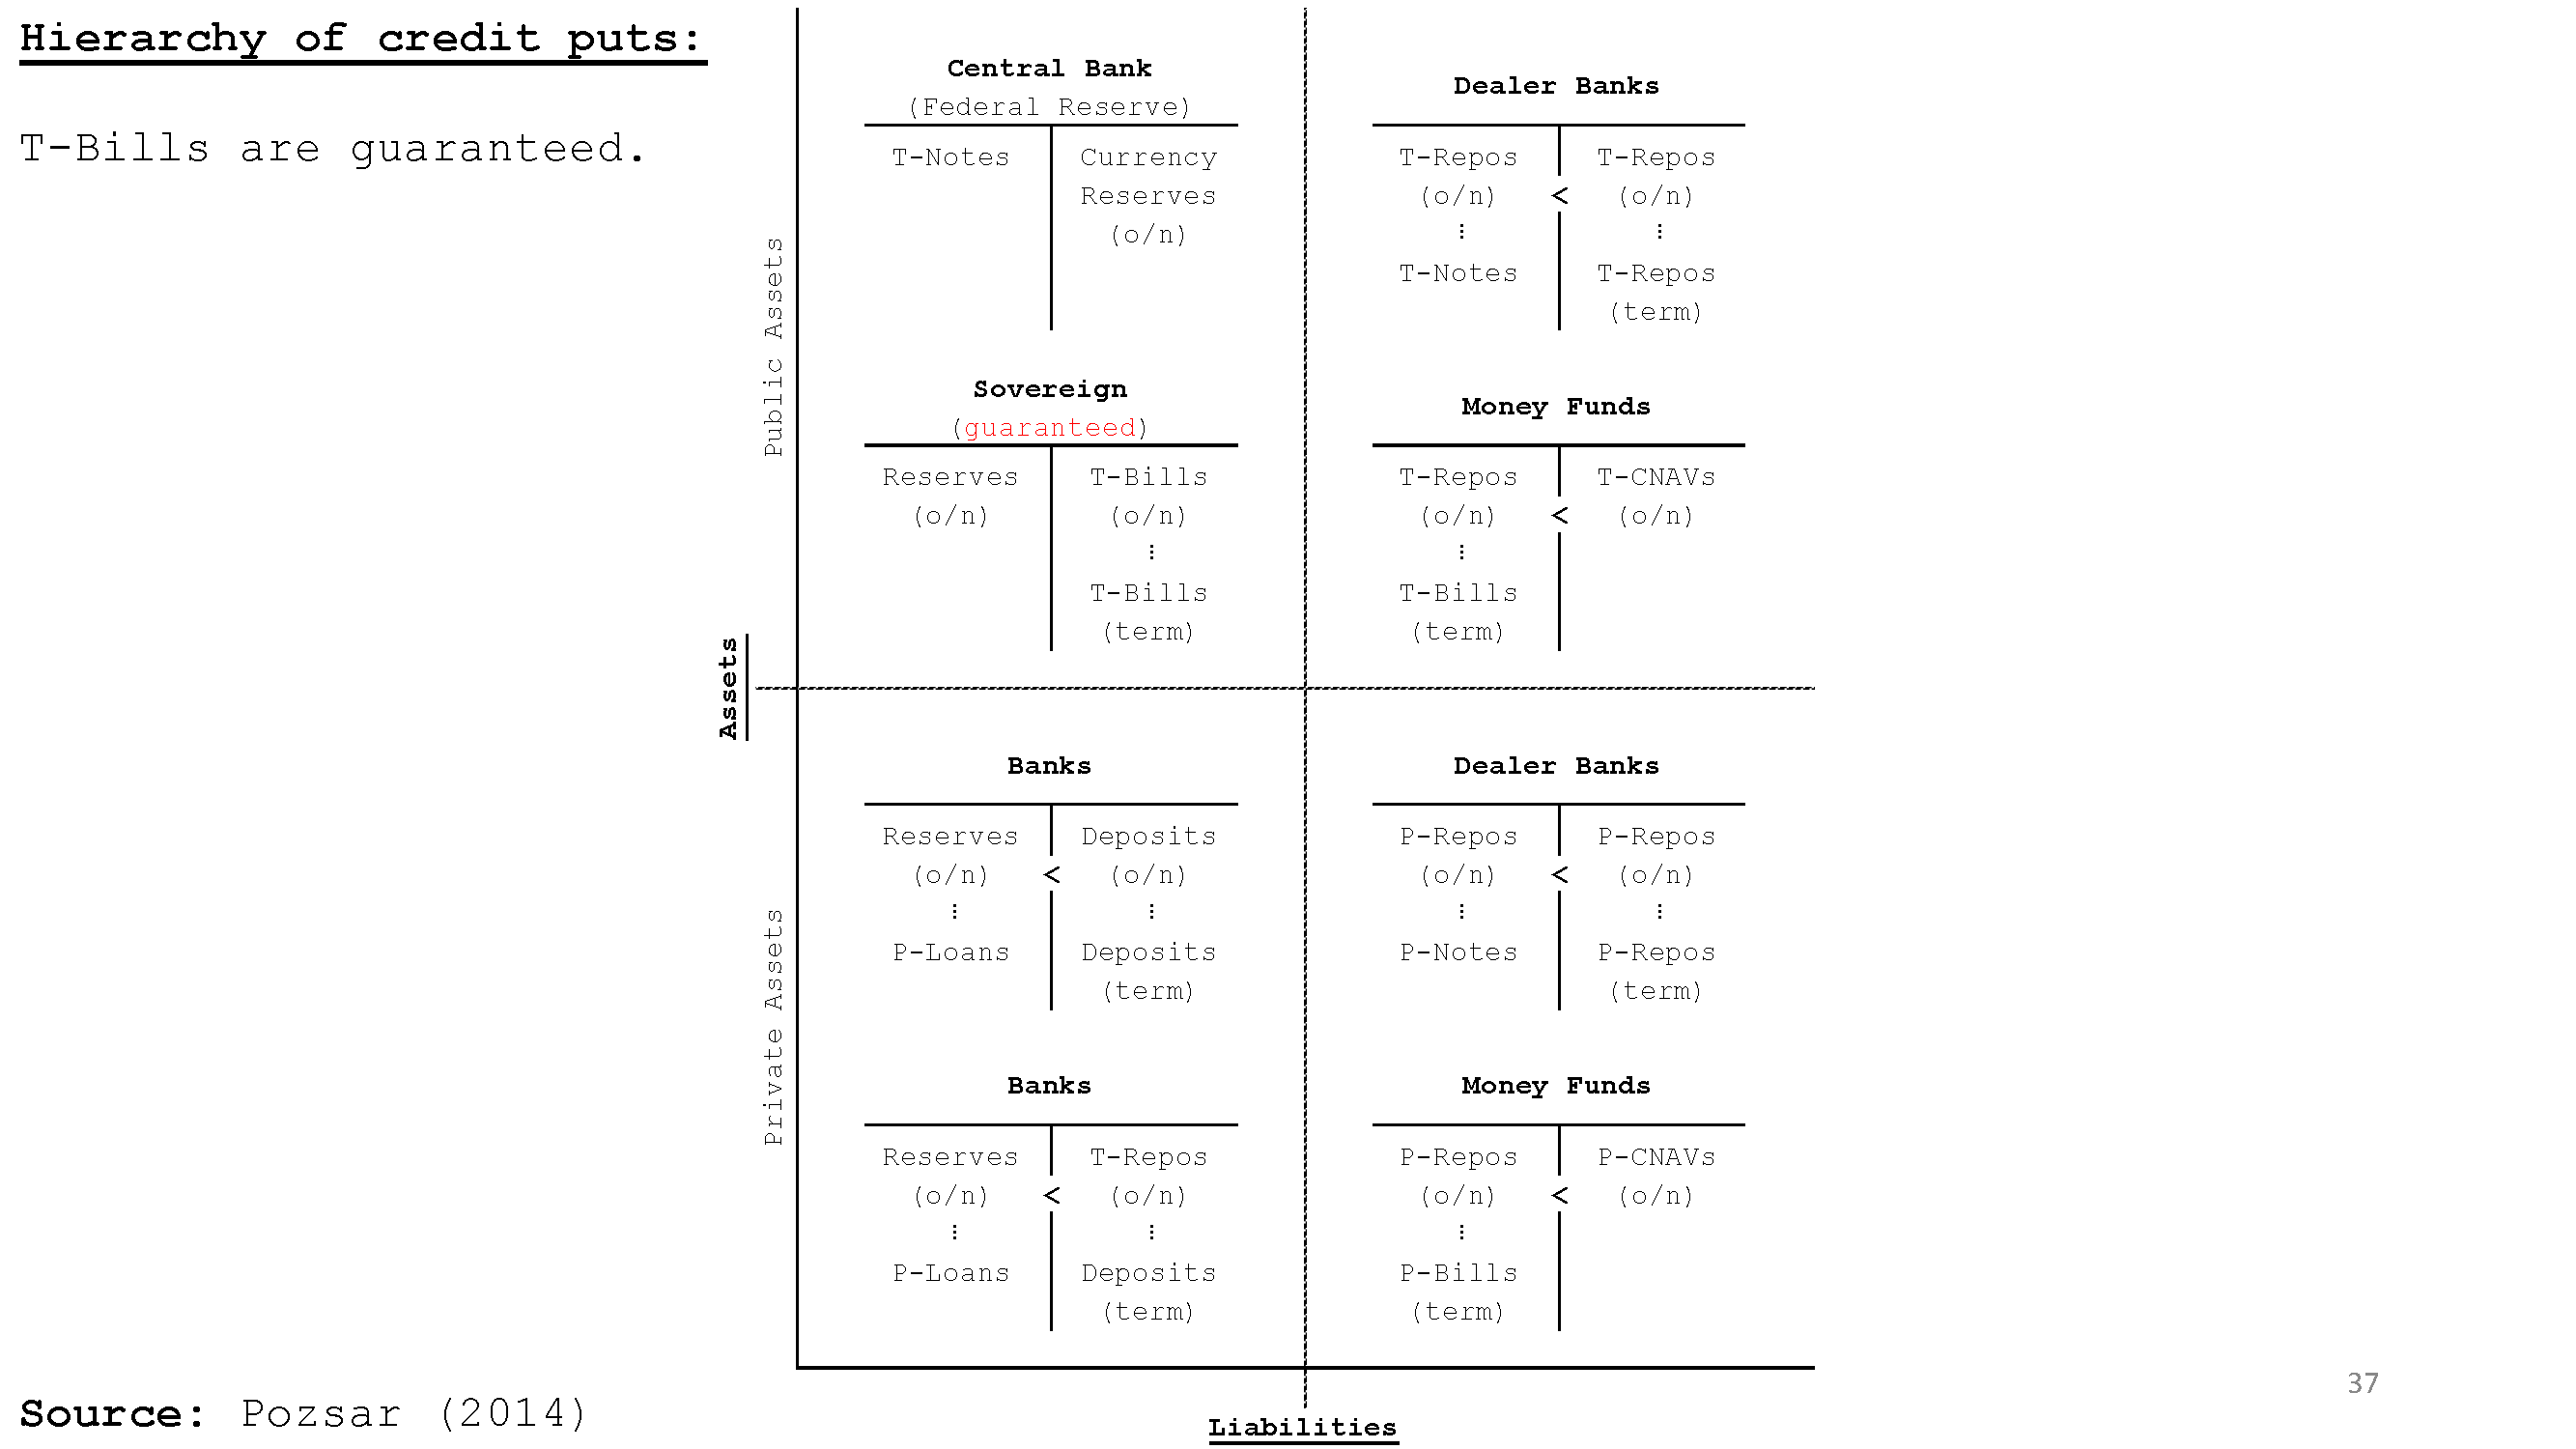 Hierarchy of credit puts:
T-Bills are guaranteed.
Assets
Public Assets
Private Assets
Central Bank
(Federal Reserve)
T-Notes Currency
Reserves
(o/n)
Dealer Banks
T-Repos T-Repos
(o/n) < (o/n)
⋮ ⋮
T-Notes T-Repos
(term)
Sovereign
(guaranteed)
Reserves T-Bills
(o/n) (o/n)
⋮
T-Bills
(term)
Money Funds
T-Repos T-CNAVs
(o/n) < (o/n)
⋮
T-Bills
(term)
Banks
Reserves Deposits
(o/n) < (o/n)
⋮ ⋮
P-Loans Deposits
(term)
Dealer Banks
P-Repos P-Repos
(o/n) < (o/n)
⋮ ⋮
P-Notes P-Repos
(term)
Banks
Reserves T-Repos
(o/n) < (o/n)
⋮ ⋮
P-Loans Deposits
(term)
Money Funds
P-Repos P-CNAVs
(o/n) < (o/n)
⋮
P-Bills
(term)
Liabilities
Source: Pozsar (2014)
37